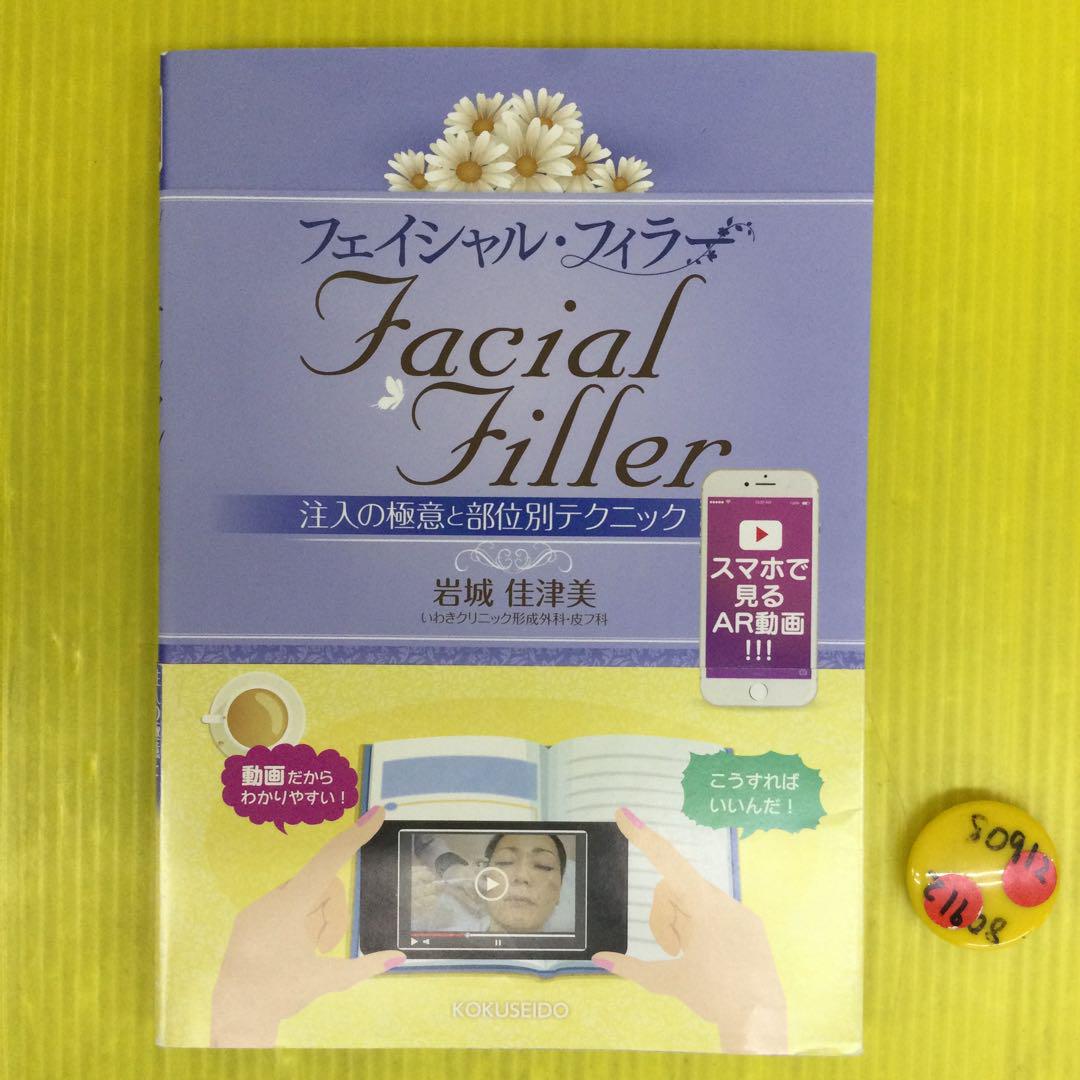 フェイシャル・フィラー
Facial
Filler
注入の極意と部位別テクニック
岩城 佳津美
いわきクリニック形成外科・皮フ科
スマホで
見る
AR動画
!!!
動画だから
わかりやすい！
こうすれば
いいんだ！
KOKUSEIDO
80912
21608